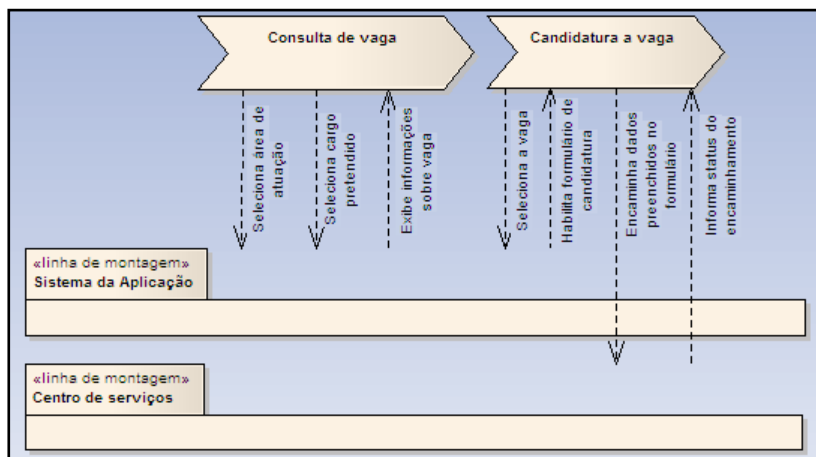 Consulta de vaga
Candidatura a vaga
Seleciona área de
atuação
Seleciona cargo
pretendido
Exibe informações
sobre vaga
Seleciona a vaga
Habilita formulário de
candidatura
Encaminha dados
preenchidos no
formulário
Informa status do
encaminhamento
«linha de montagem»
Sistema da Aplicação
«linha de montagem»
Centro de serviços